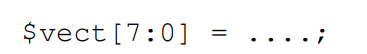 $vect[7:0] = ....;